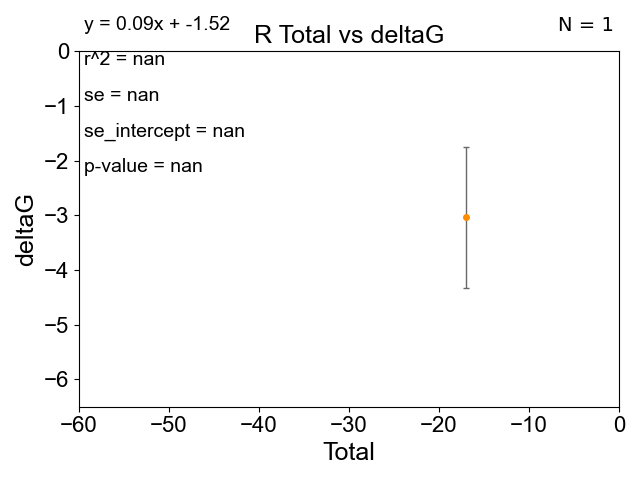 y = 0.09x + -1.52
R Total vs deltaG
N = 1
r^2 = nan
se = nan
se_intercept = nan
p-value = nan
deltaG
0
−1
−2
−3
−4
−5
−6
−60
−50
−40
−30
−20
−10
0
Total